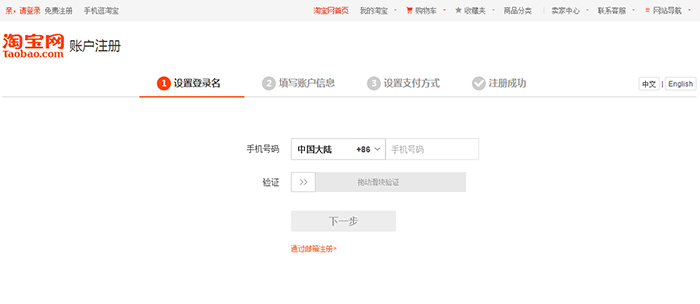 亲，请登录 免费注册 手机逛淘宝 淘宝网首页 我的淘宝 购物车 收藏夹 商品分类 卖家中心 联系客服 网站导航
淘宝网 账户注册
Taobao.com
1 设置登录名 2 填写账户信息 3 设置支付方式 注册成功 中文 | English
手机号码 中国大陆 +86 手机号码
验证 >> 拖动滑块验证
下一步
通过邮箱注册>